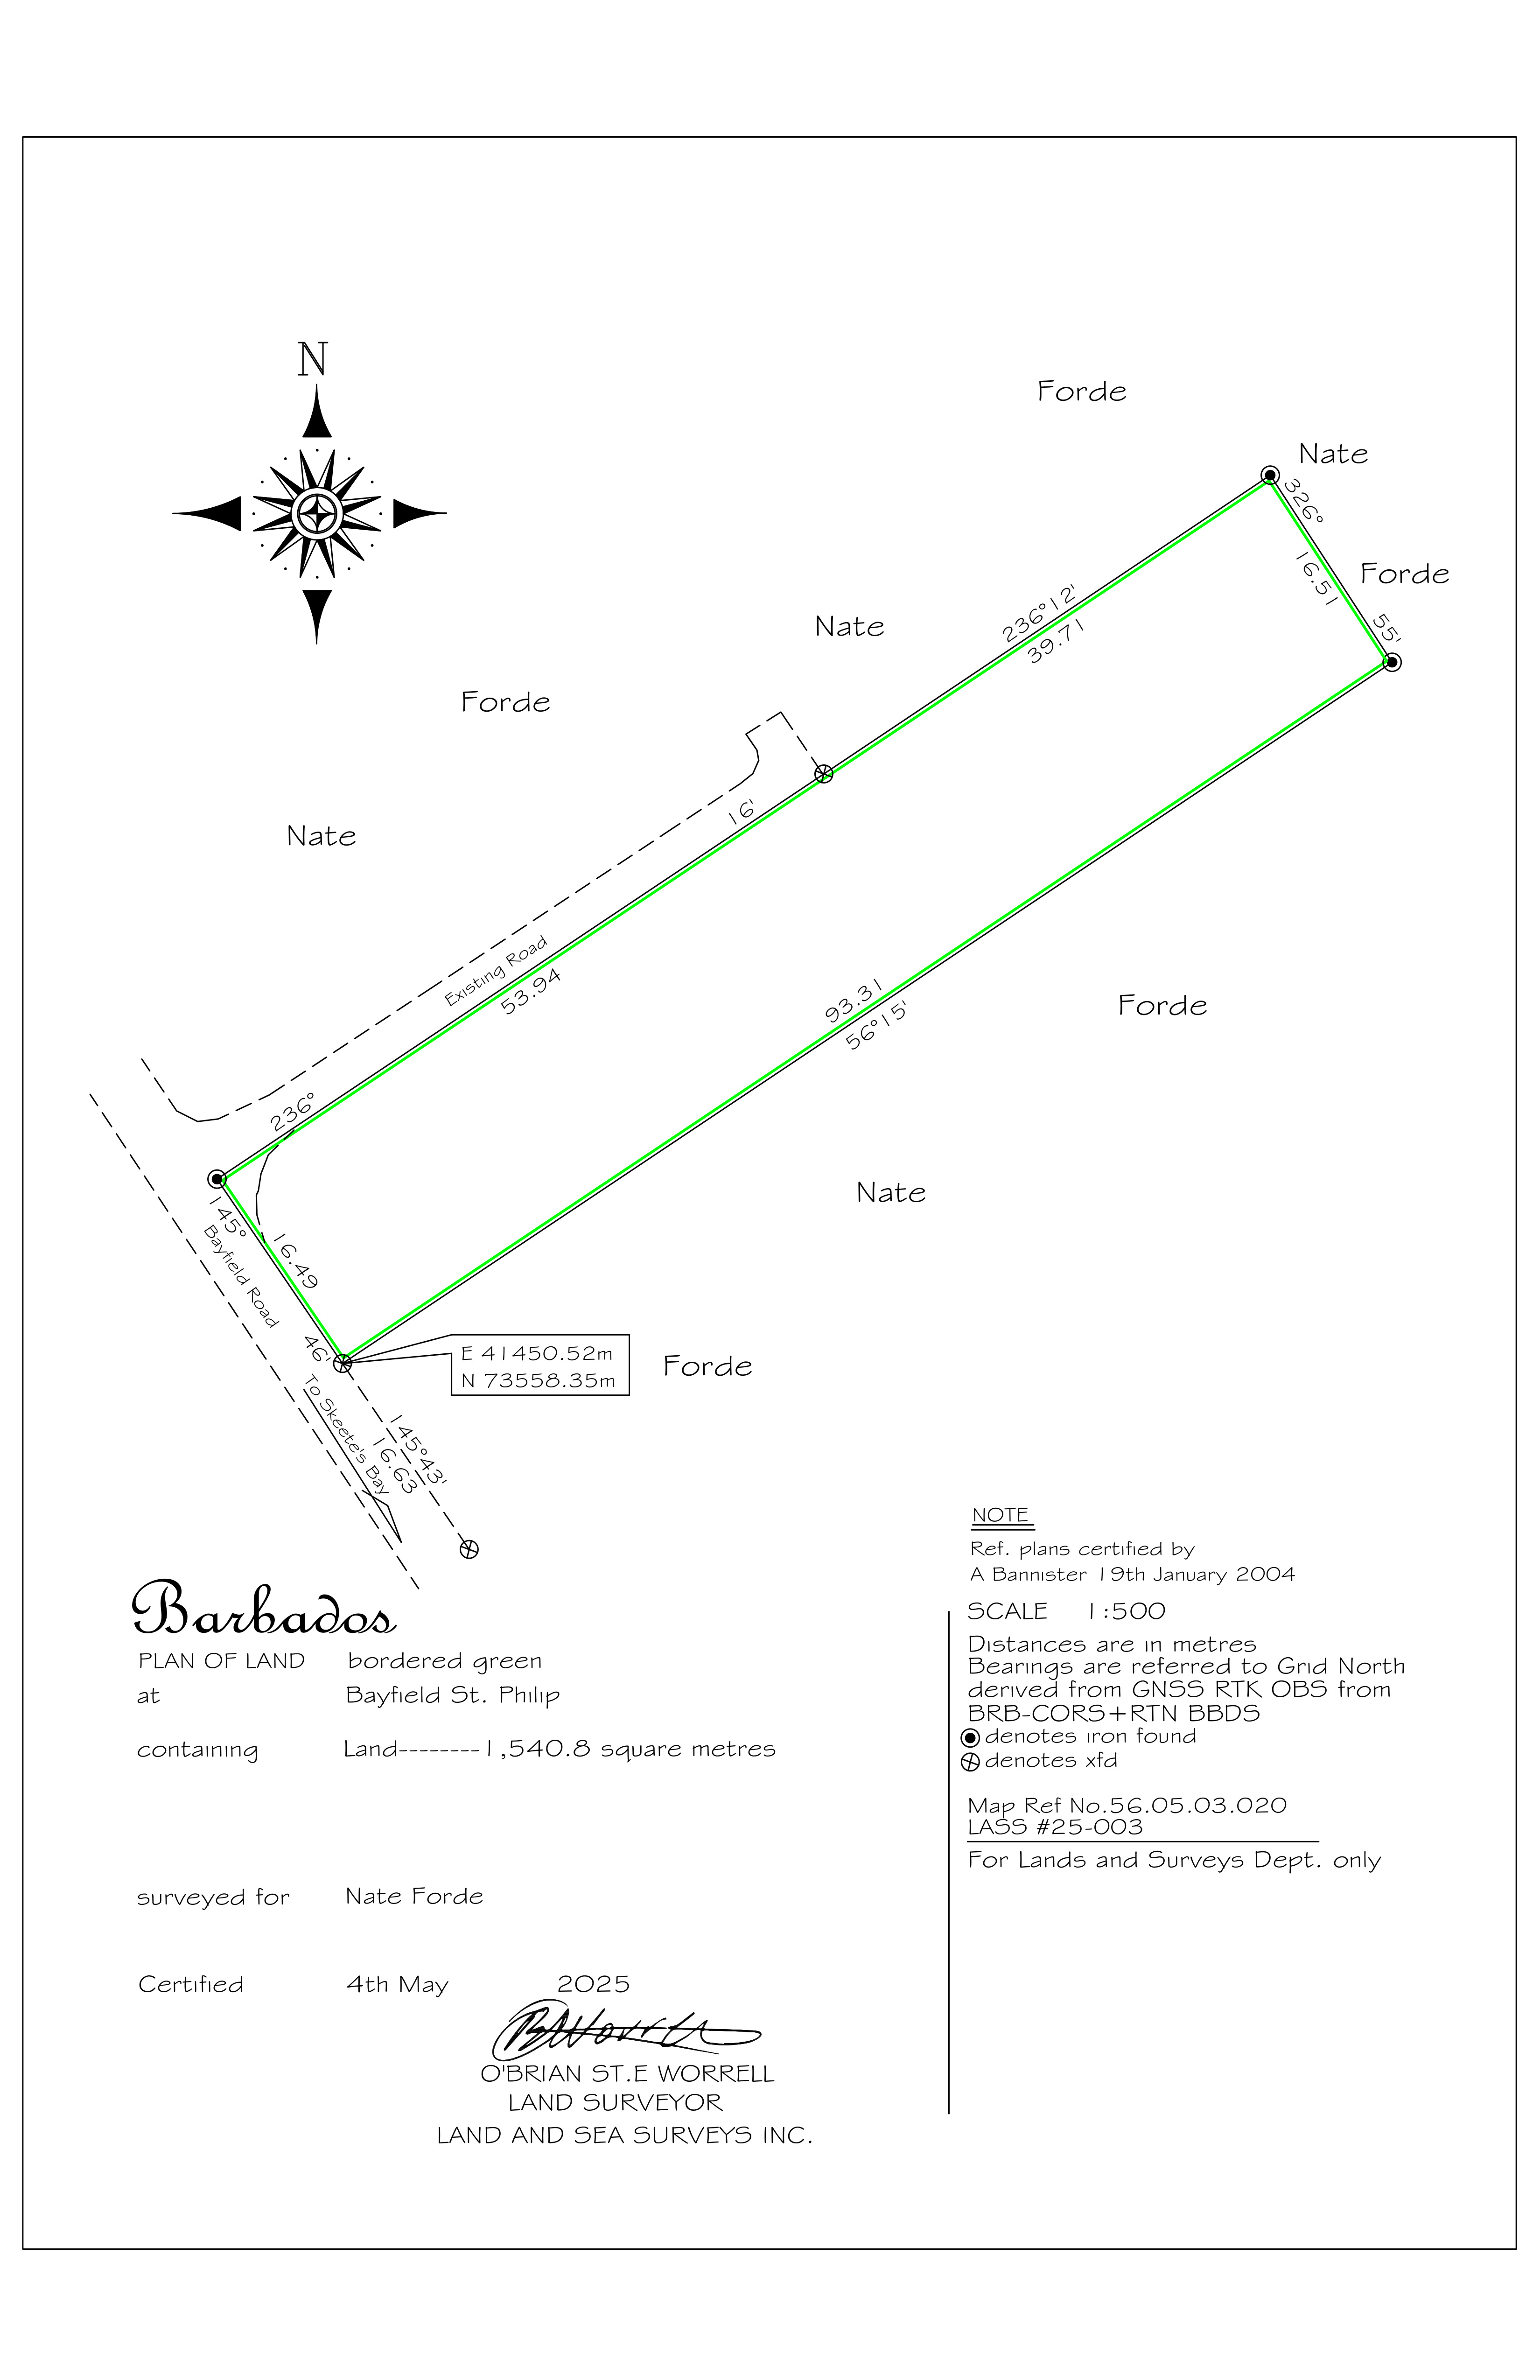 N
Forde
Nate
326°
16.51
55'
Forde
236°12'
39.71
Nate
Forde
16'
Nate
Existing Road
53.94
236°
93.31
56°15'
Forde
Nate
145°
46'
16.49
Bayfield Road
E 41450.52m
N 73558.35m
Forde
To Skeete's Bay
145°43'
16.63
Barbados
PLAN OF LAND bordered green
at Bayfield St. Philip
containing Land--------1,540.8 square metres
surveyed for Nate Forde
Certified 4th May 2025
O'BRIAN ST.E WORRELL
LAND SURVEYOR
LAND AND SEA SURVEYS INC.
NOTE
Ref. plans certified by
A Bannister 19th January 2004
SCALE 1:500
Distances are in metres
Bearings are referred to Grid North
derived from GNSS RTK OBS from
BRB-CORS+RTN BBDS
denotes iron found
denotes xfd
Map Ref No.56.05.03.020
LASS #25-003
For Lands and Surveys Dept. only